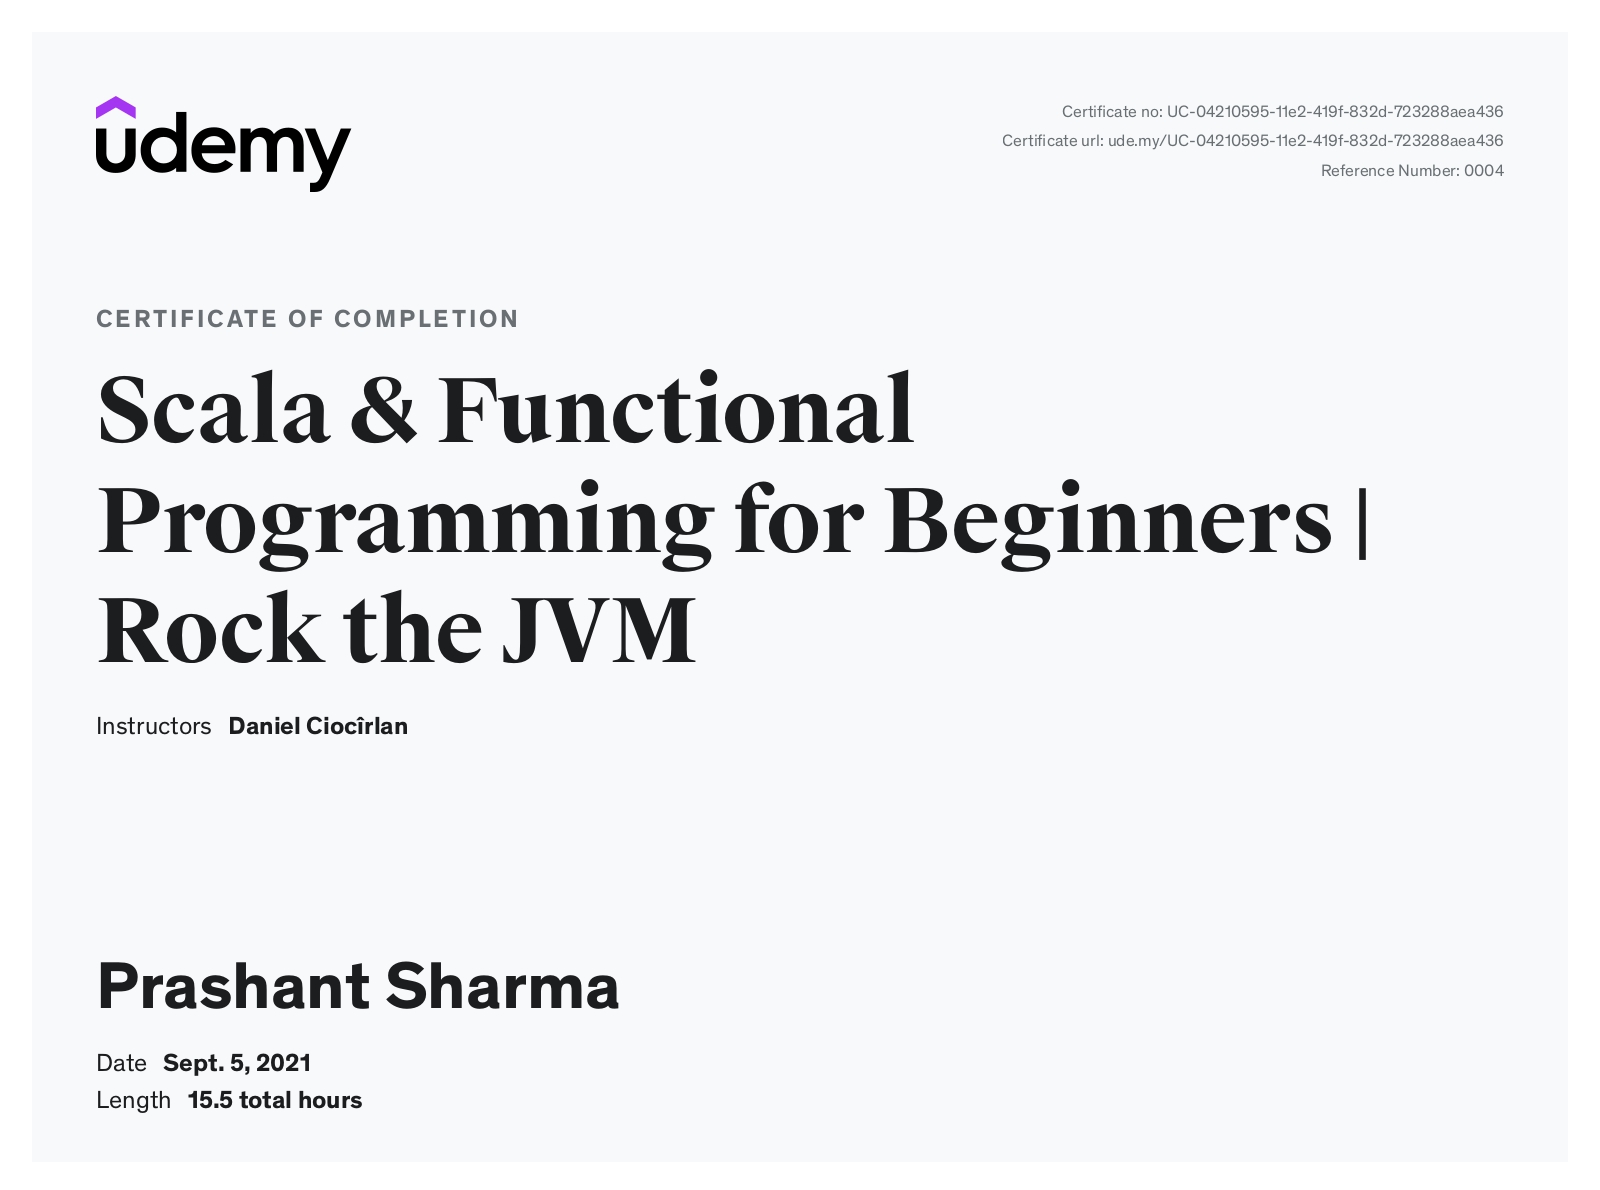 udemy
Certificate no: UC-04210595-11e2-419f-832d-723288aea436
Certificate url: ude.my/UC-04210595-11e2-419f-832d-723288aea436
Reference Number: 0004
CERTIFICATE OF COMPLETION
Scala & Functional
Programming for Beginners |
Rock the JVM
Instructors Daniel Ciocîrlan
Prashant Sharma
Date Sept. 5, 2021
Length 15.5 total hours